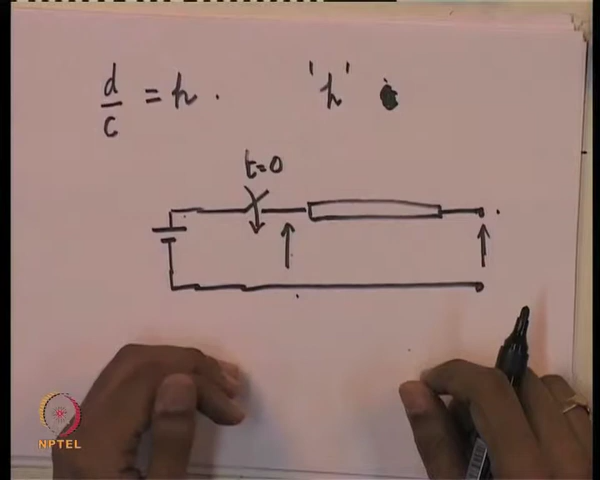 d/c = h . 'h'
t=0
NPTEL